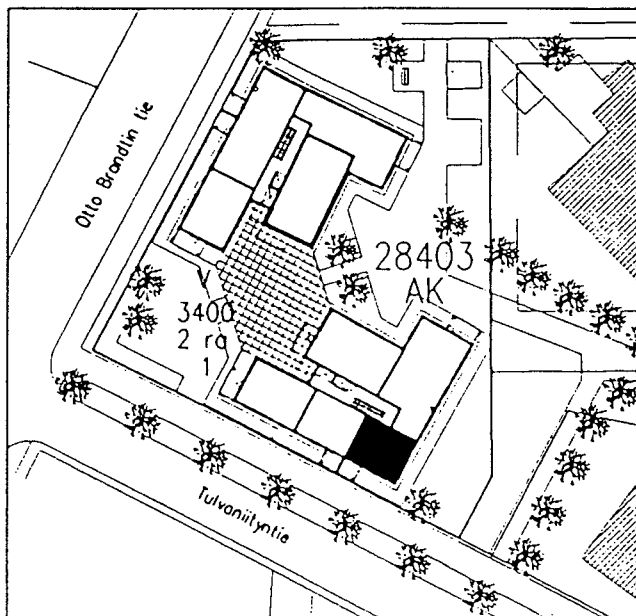 Otto Brandtin tie
28403
AK
V
3400
2 ra
1
Tulvaniityntie